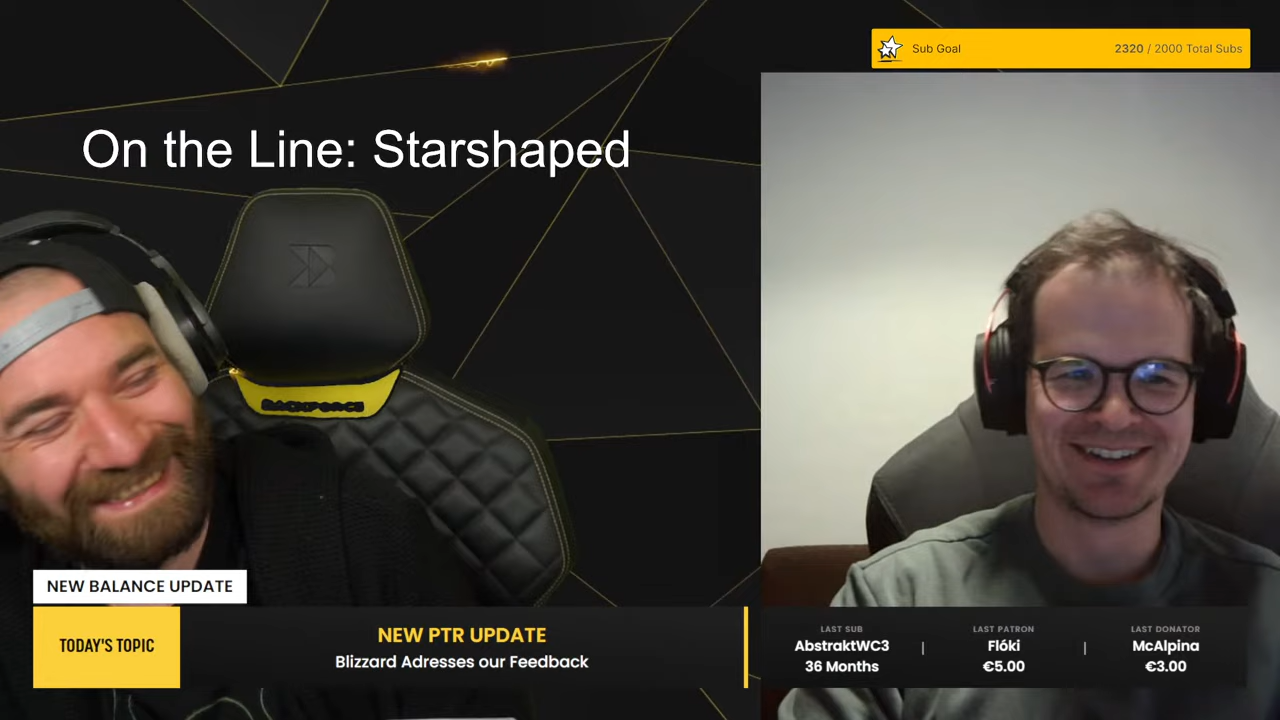 Sub Goal
2320 / 2000 Total Subs
On the Line: Starshaped
BACKFORCE
NEW BALANCE UPDATE
TODAY'S TOPIC
NEW PTR UPDATE
Blizzard Adresses our Feedback
LAST SUB
AbstraktWC3
36 Months
|
LAST PATRON
Flóki
€5.00
|
LAST DONATOR
McAlpina
€3.00